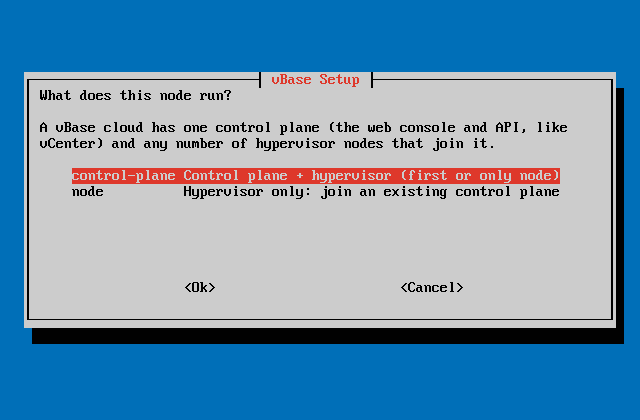 vBase Setup
What does this node run?
A vBase cloud has one control plane (the web console and API, like
vCenter) and any number of hypervisor nodes that join it.
control-plane Control plane + hypervisor (first or only node)
node Hypervisor only: join an existing control plane
<Ok> <Cancel>